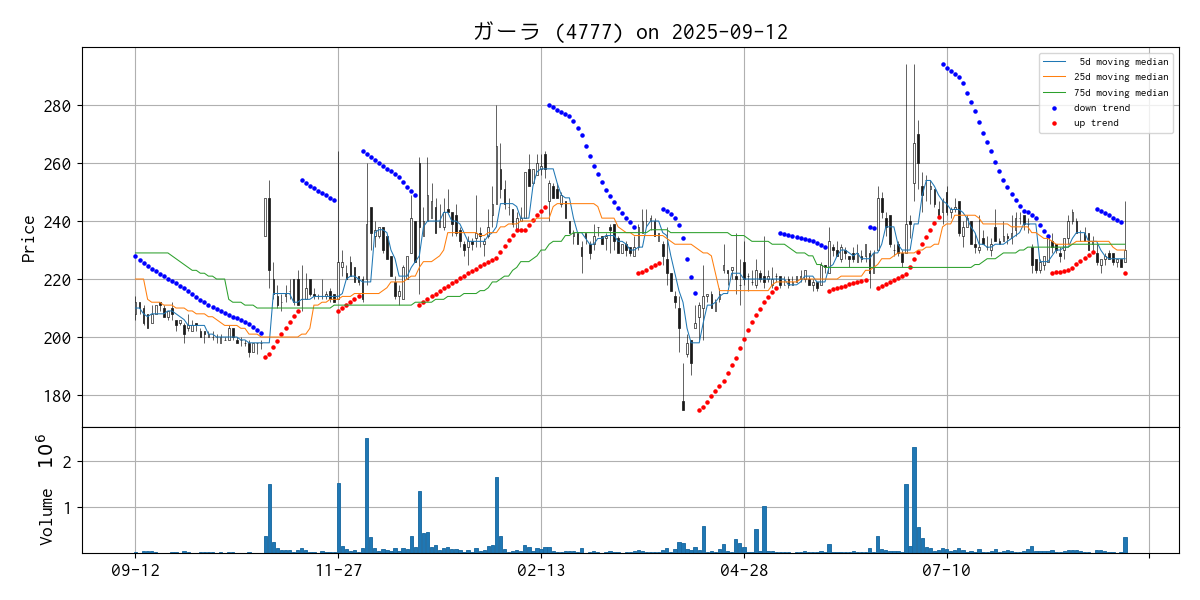 ガーラ (4777) on 2025-09-12
5d moving median
25d moving median
75d moving median
down trend
up trend
Price
280
260
240
220
200
180
Volume 10^6
2
1
09-12 11-27 02-13 04-28 07-10